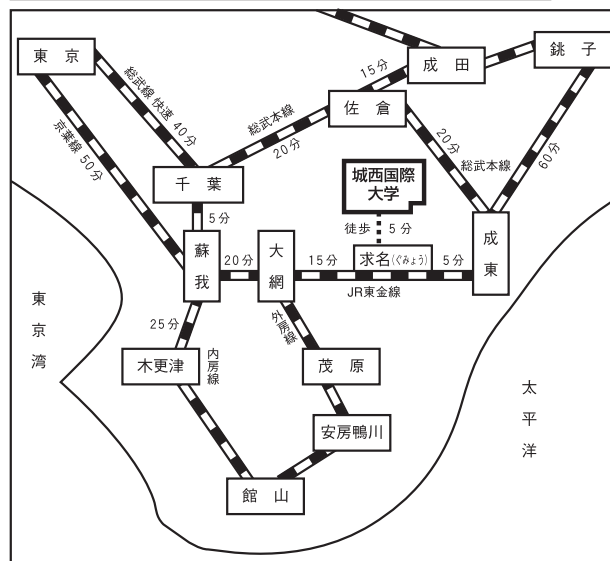 東京
成田
銚子
15分
総武線 快速 40分
総武本線
20分
佐倉
京葉線 50分
20分
総武本線
60分
千葉
城西国際
大学
5分
徒歩 5分
蘇我
20分
大網
15分
求名(ぐみょう)
5分
成東
JR東金線
東京湾
25分
外房線
木更津
内房線
茂原
太平洋
安房鴨川
館山